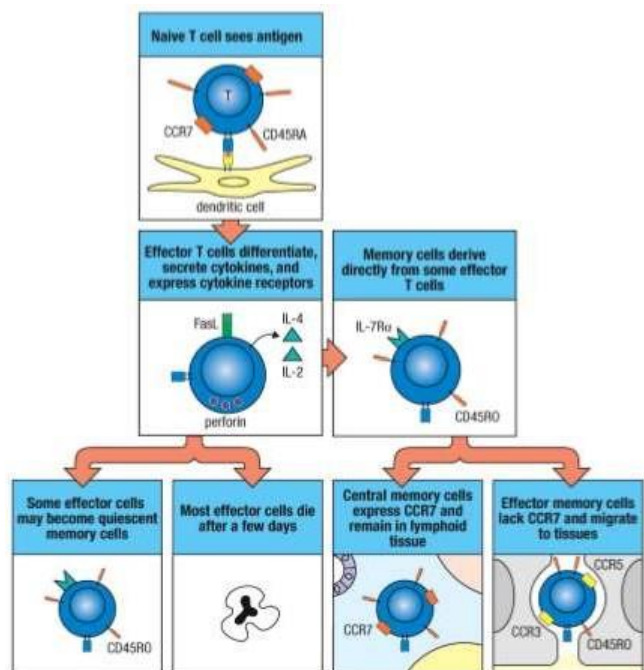 Naive T cell sees antigen
T
CCR7
CD45RA
dendritic cell
Effector T cells differentiate,
secrete cytokines, and
express cytokine receptors
FasL
IL-4
IL-2
perforin
Memory cells derive
directly from some effector
T cells
IL-7Rα
CD45RO
Some effector cells
may become quiescent
memory cells
CD45RO
Most effector cells die
after a few days
Central memory cells
express CCR7 and
remain in lymphoid
tissue
CCR7
Effector memory cells
lack CCR7 and migrate
to tissues
CCR5
CCR3
CD45RO